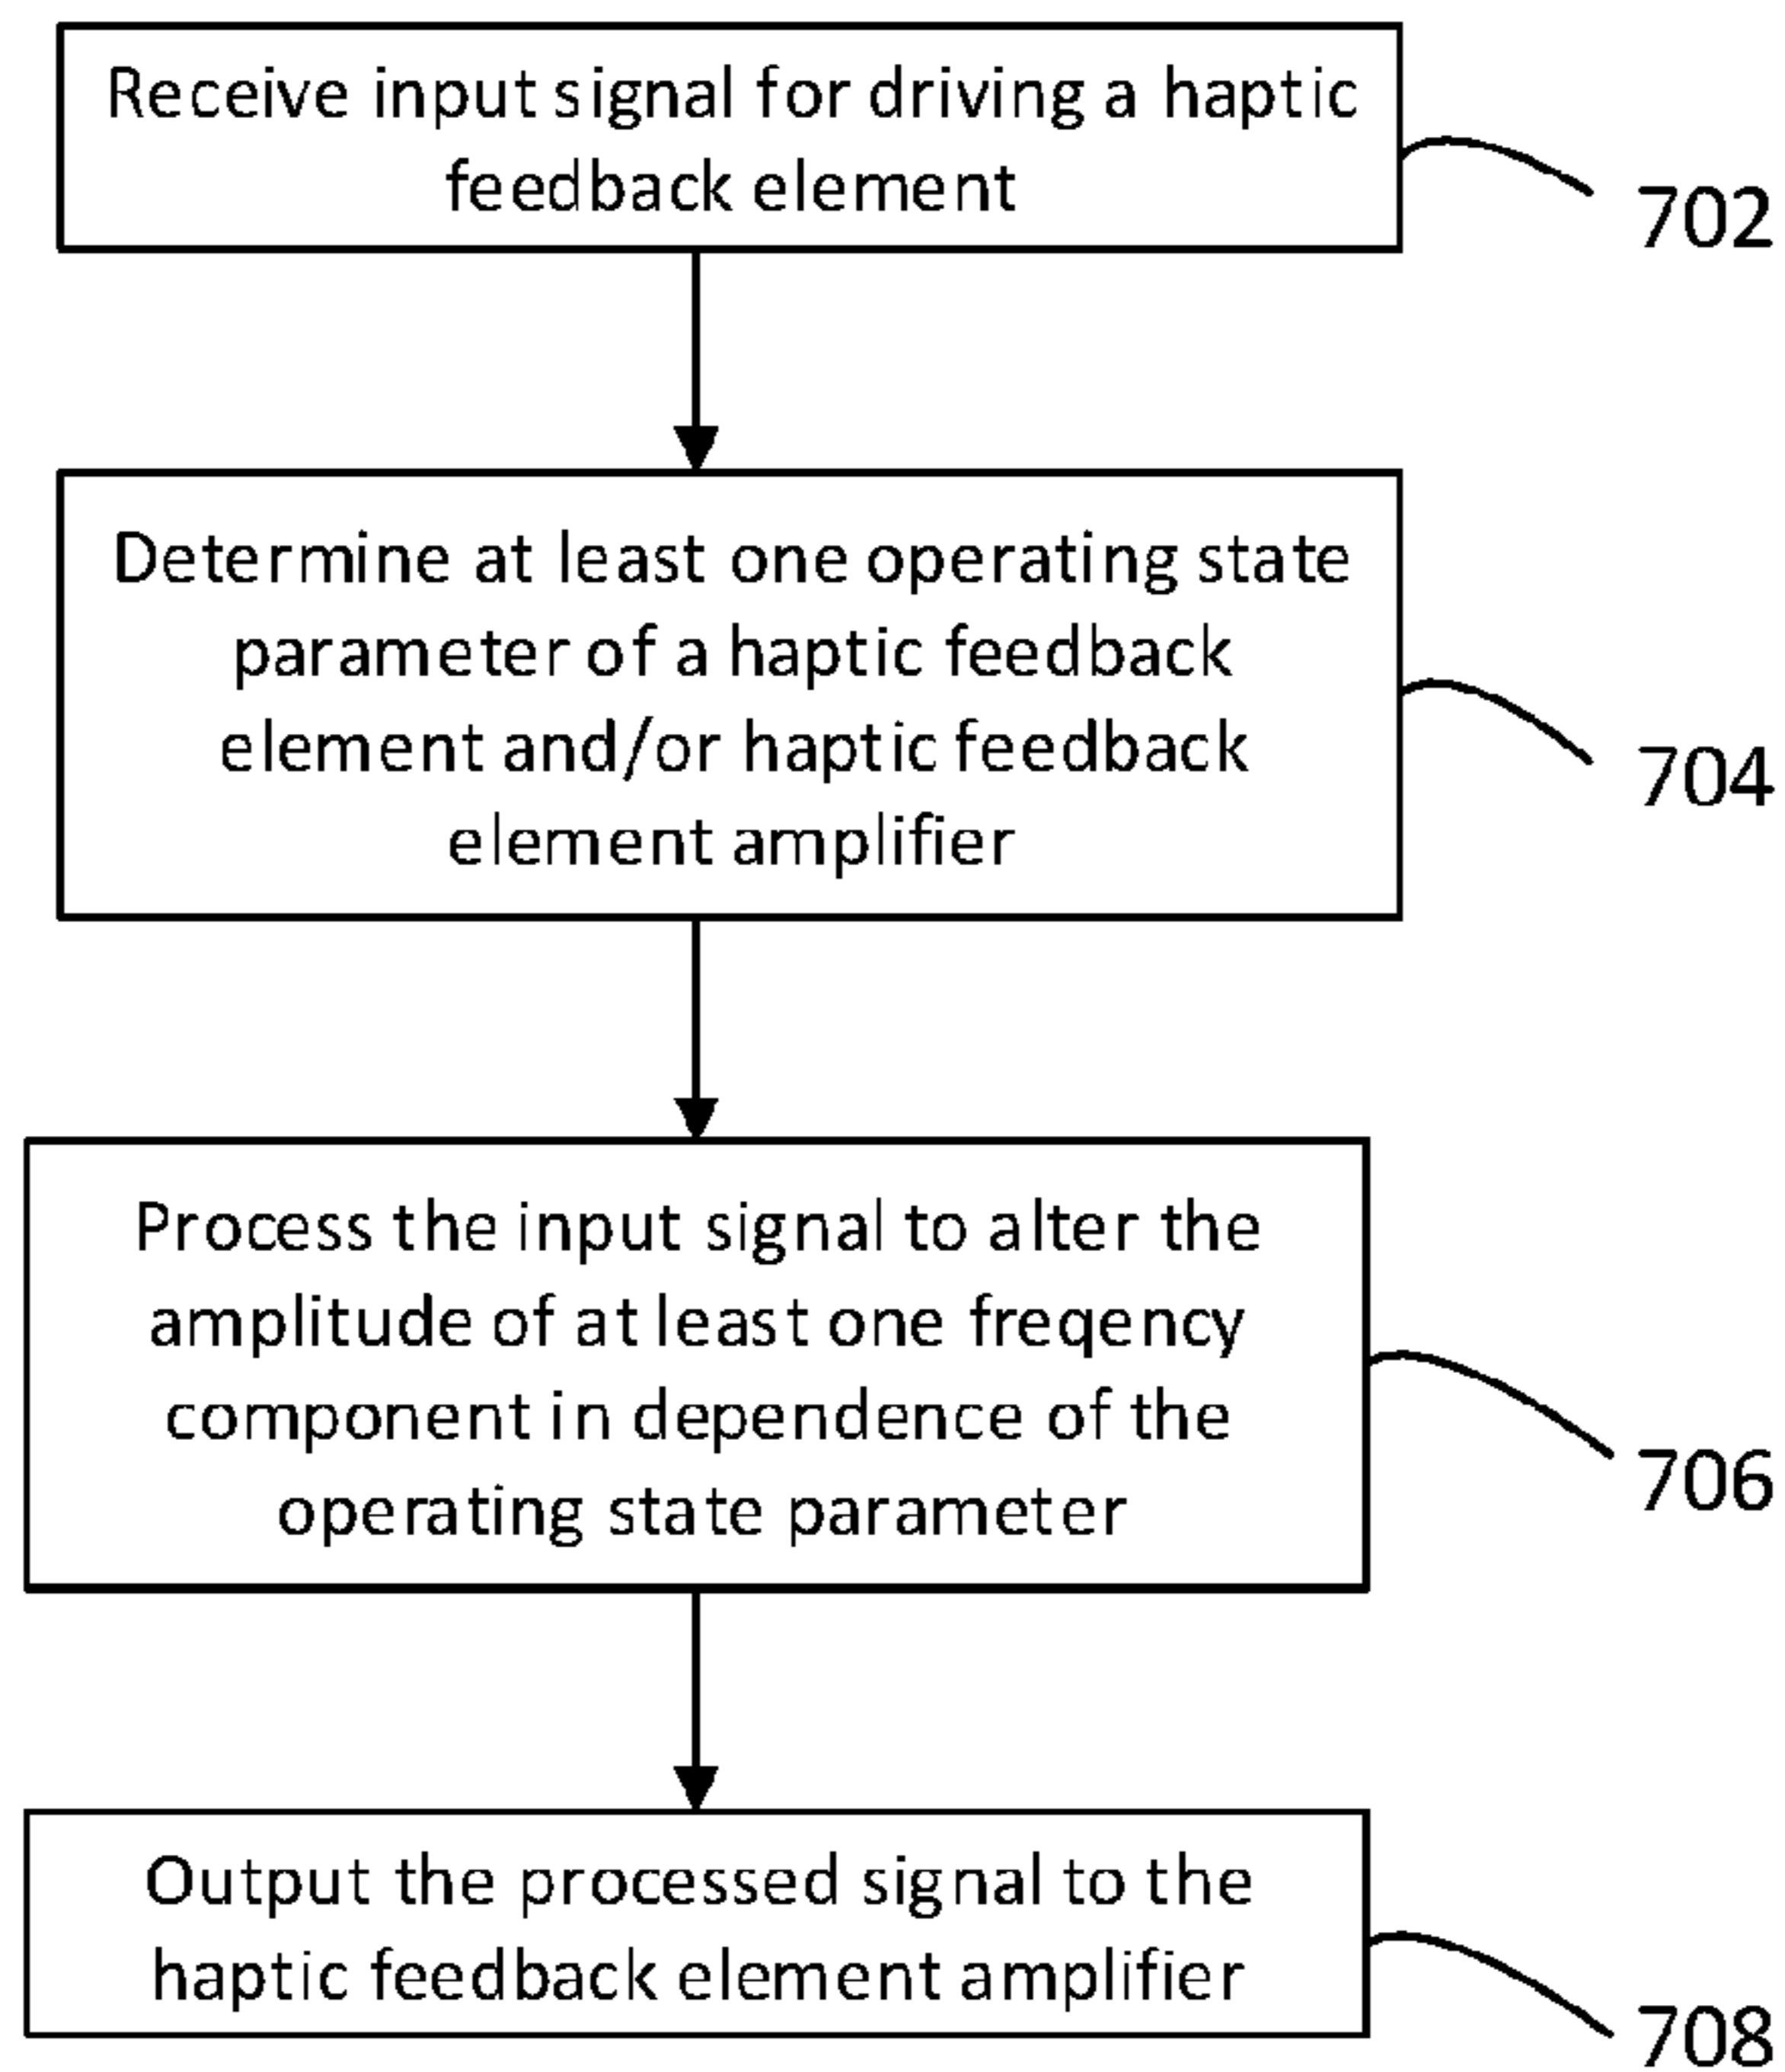 Receive input signal for driving a haptic
feedback element
702
Determine at least one operating state
parameter of a haptic feedback
element and/or haptic feedback
element amplifier
704
Process the input signal to alter the
amplitude of at least one freqency
component in dependence of the
operating state parameter
706
Output the processed signal to the
haptic feedback element amplifier
708